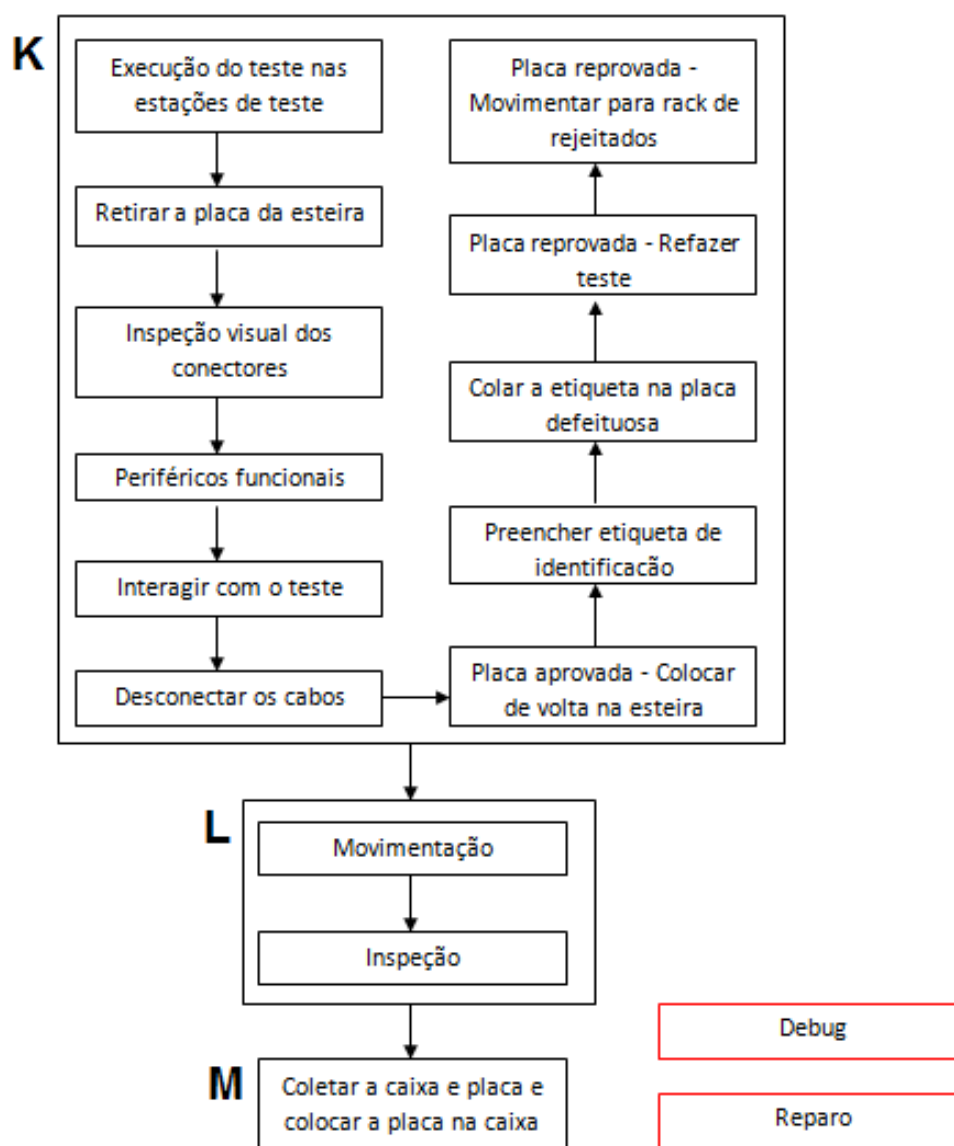 K
Execução do teste nas
estações de teste
Retirar a placa da esteira
Inspeção visual dos
conectores
Periféricos funcionais
Interagir com o teste
Desconectar os cabos
Placa aprovada - Colocar
de volta na esteira
Preencher etiqueta de
identificacão
Colar a etiqueta na placa
defeituosa
Placa reprovada - Refazer
teste
Placa reprovada -
Movimentar para rack de
rejeitados
L
Movimentação
Inspeção
M
Coletar a caixa e placa e
colocar a placa na caixa
Debug
Reparo